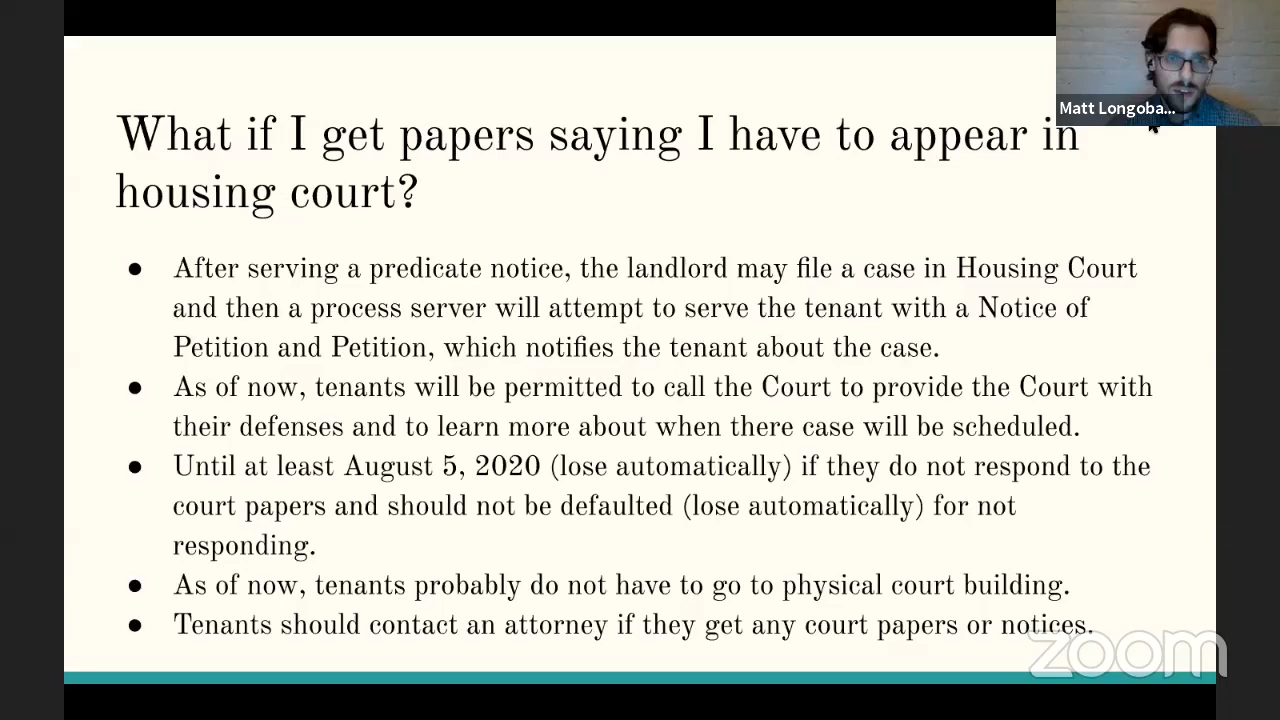 Matt Longoba...
What if I get papers saying I have to appear in
housing court?
● After serving a predicate notice, the landlord may file a case in Housing Court
and then a process server will attempt to serve the tenant with a Notice of
Petition and Petition, which notifies the tenant about the case.
● As of now, tenants will be permitted to call the Court to provide the Court with
their defenses and to learn more about when there case will be scheduled.
● Until at least August 5, 2020 (lose automatically) if they do not respond to the
court papers and should not be defaulted (lose automatically) for not
responding.
● As of now, tenants probably do not have to go to physical court building.
● Tenants should contact an attorney if they get any court papers or notices.
zoom